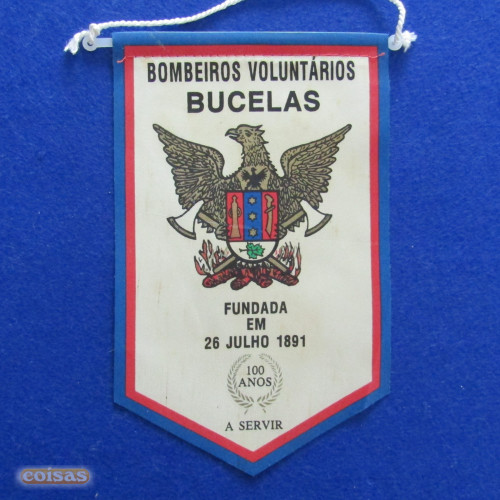 BOMBEIROS VOLUNTÁRIOS
BUCELAS
FUNDADA
EM
26 JULHO 1891
100
ANOS
A SERVIR
coisas